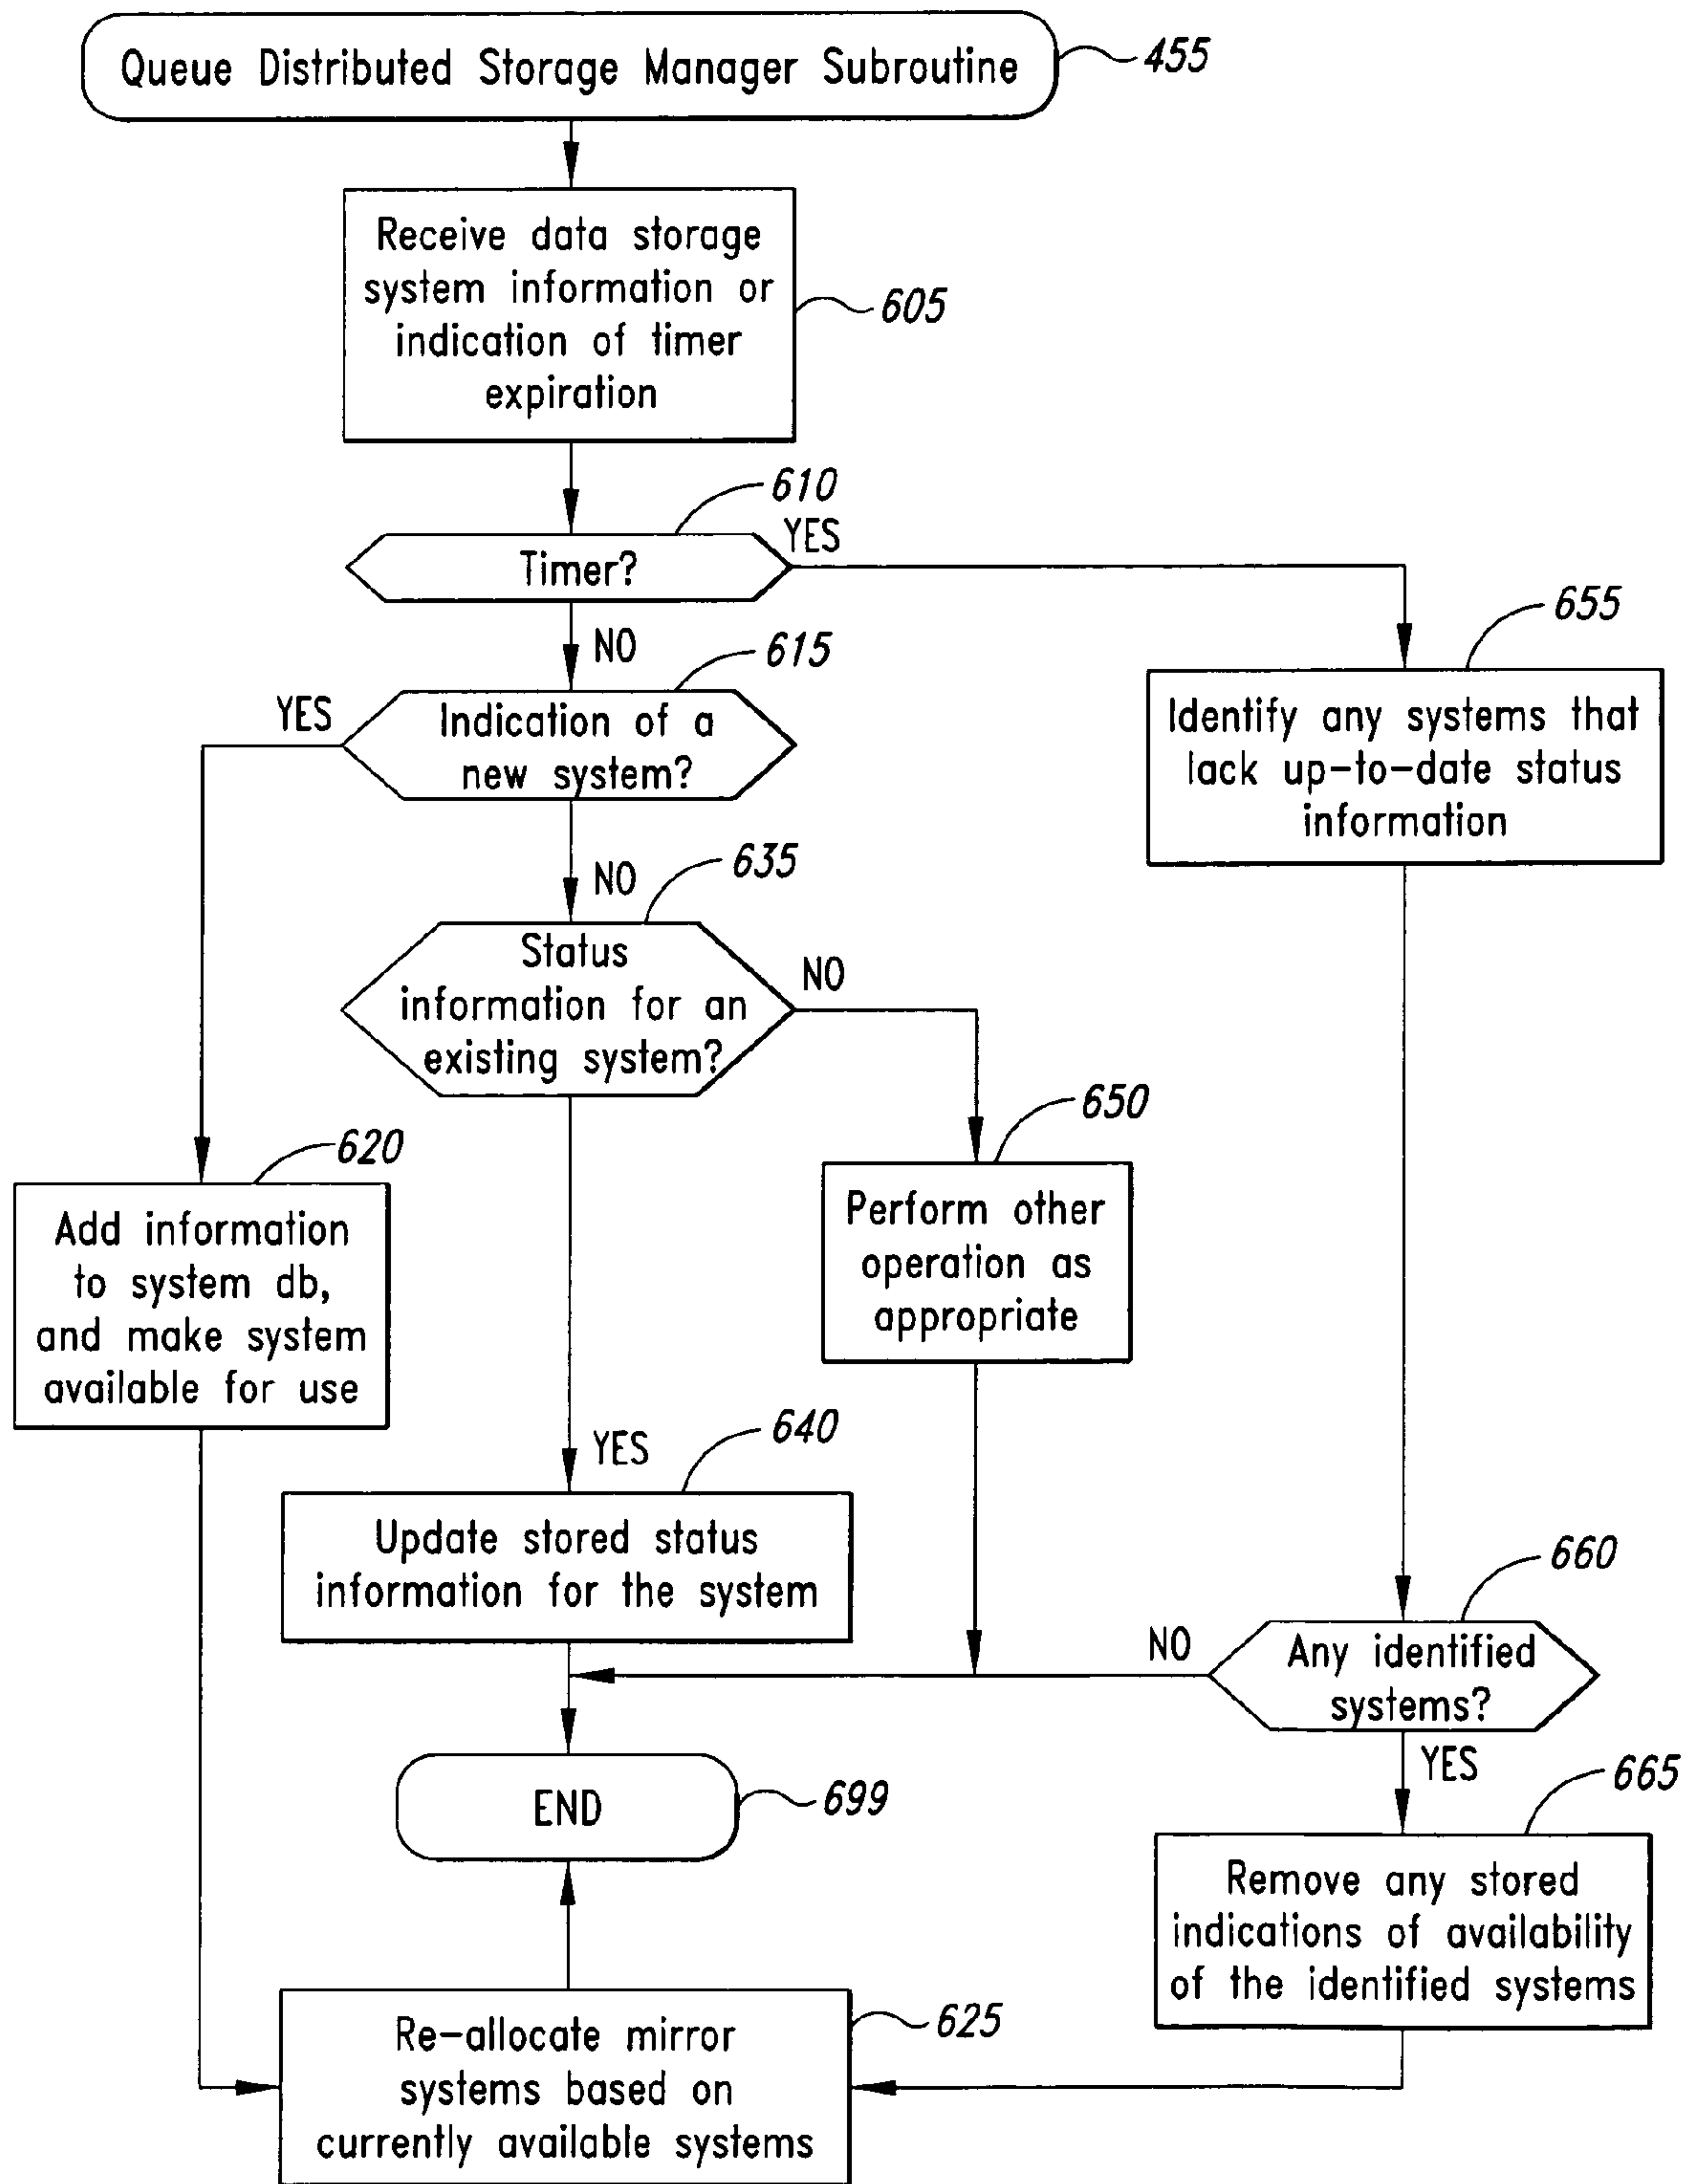 Queue Distributed Storage Manager Subroutine
455
Receive data storage
system information or
indication of timer
expiration
605
610
Timer?
YES
NO
615
655
YES
Indication of a
new system?
Identify any systems that
lack up-to-date status
information
NO
635
Status
information for an
existing system?
NO
650
620
Add information
to system db,
and make system
available for use
Perform other
operation as
appropriate
YES
640
Update stored status
information for the system
660
NO
Any identified
systems?
YES
END
699
665
Remove any stored
indications of availability
of the identified systems
Re-allocate mirror
systems based on
currently available systems
625